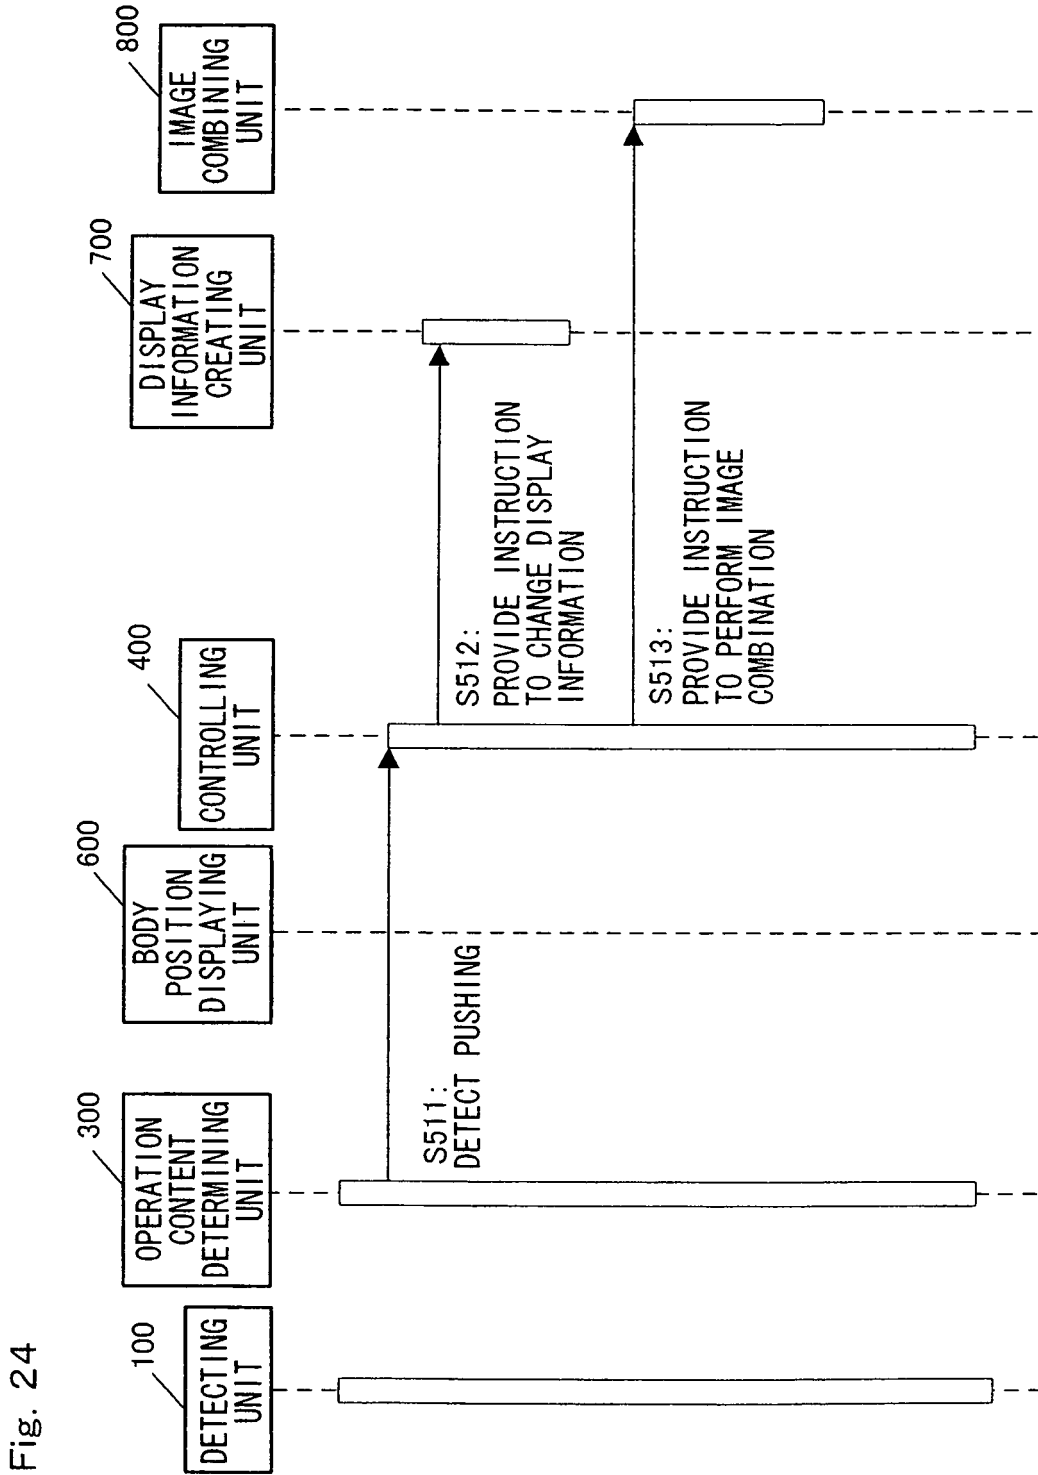 Fig. 24
100
DETECTING
UNIT
300
OPERATION
CONTENT
DETERMINING
UNIT
600
BODY
POSITION
DISPLAYING
UNIT
400
CONTROLLING
UNIT
700
DISPLAY
INFORMATION
CREATING
UNIT
800
IMAGE
COMBINING
UNIT
S511:
DETECT PUSHING
S512:
PROVIDE INSTRUCTION
TO CHANGE DISPLAY
INFORMATION
S513:
PROVIDE INSTRUCTION
TO PERFORM IMAGE
COMBINATION